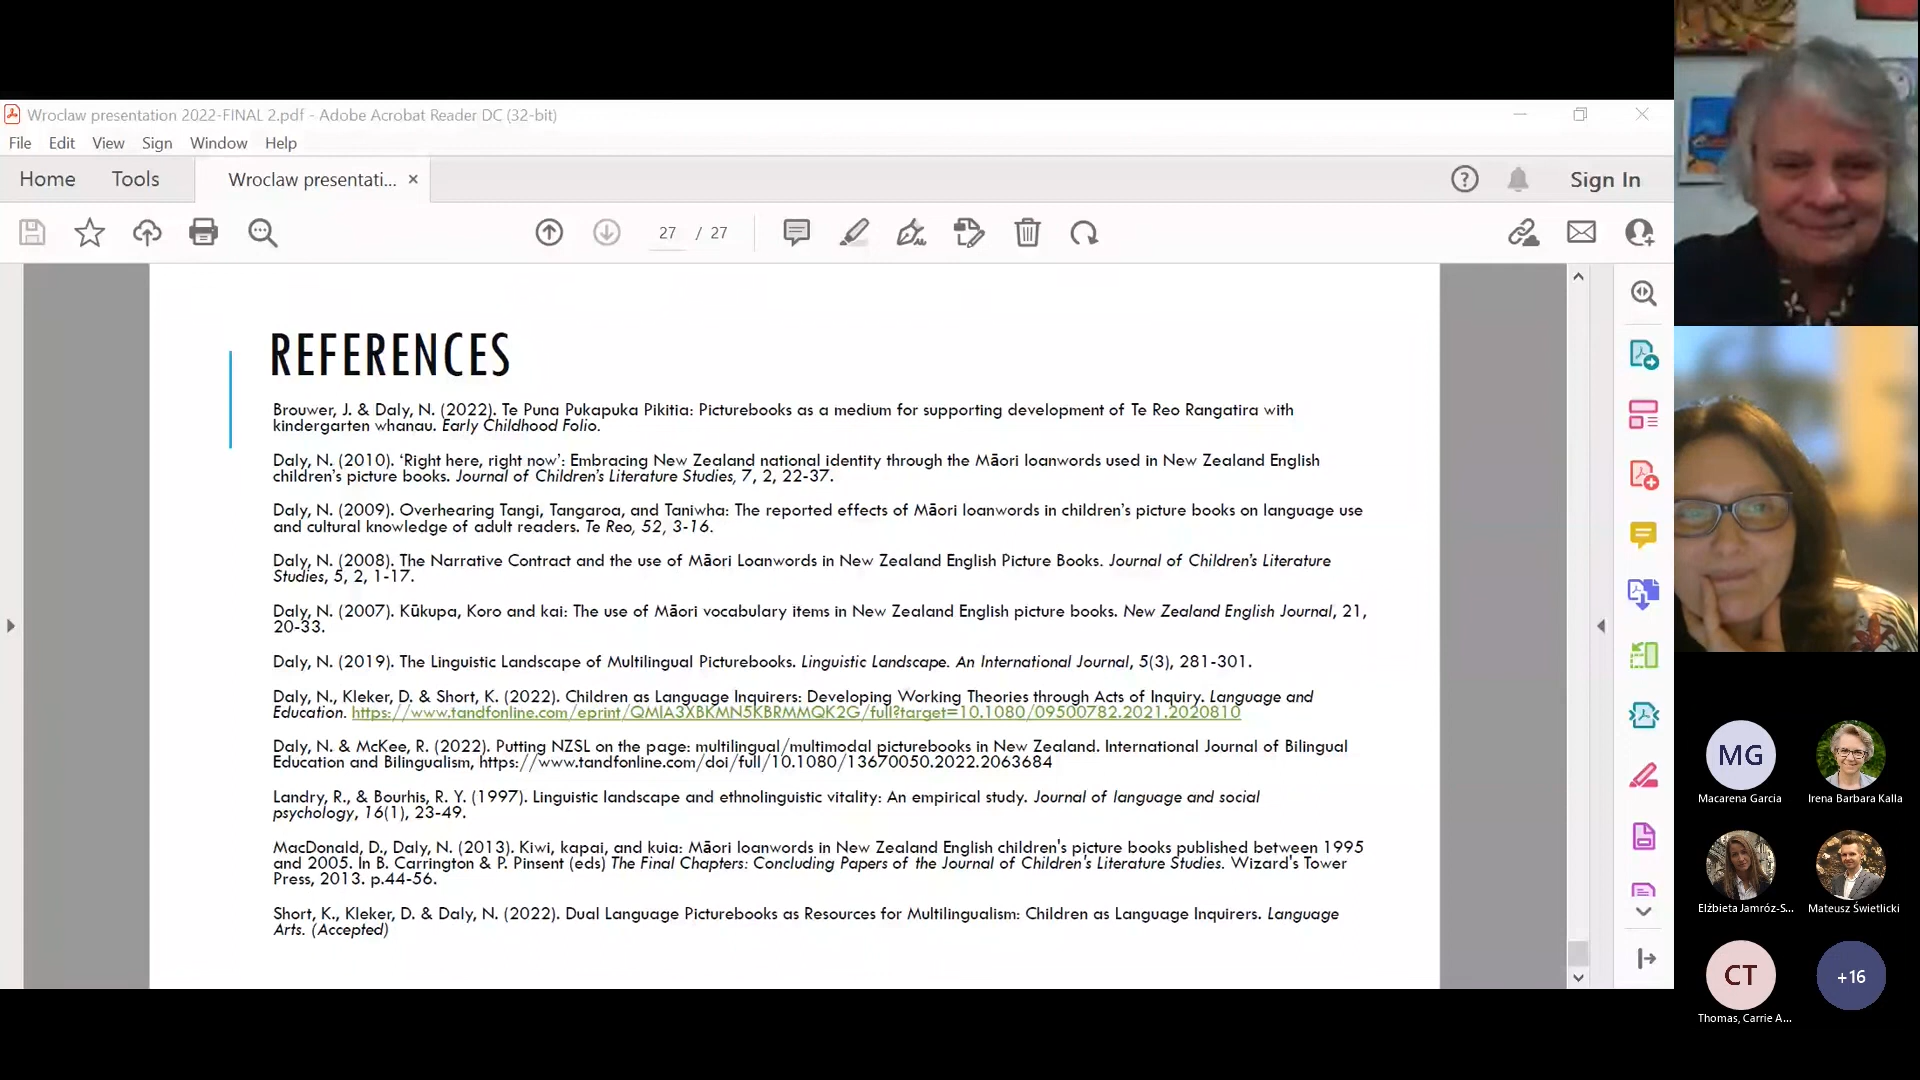 Wroclaw presentation 2022-FINAL 2.pdf - Adobe Acrobat Reader DC (32-bit)
File Edit View Sign Window Help
Home Tools Wroclaw presentati... × Sign In
27 / 27
REFERENCES
Brouwer, J. & Daly, N. (2022). Te Puna Pukapuka Pikitia: Picturebooks as a medium for supporting development of Te Reo Rangatira with
kindergarten whanau. Early Childhood Folio.
Daly, N. (2010). ‘Right here, right now’: Embracing New Zealand national identity through the Māori loanwords used in New Zealand English
children’s picture books. Journal of Children’s Literature Studies, 7, 2, 22-37.
Daly, N. (2009). Overhearing Tangi, Tangaroa, and Taniwha: The reported effects of Māori loanwords in children’s picture books on language use
and cultural knowledge of adult readers. Te Reo, 52, 3-16.
Daly, N. (2008). The Narrative Contract and the use of Māori Loanwords in New Zealand English Picture Books. Journal of Children’s Literature
Studies, 5, 2, 1-17.
Daly, N. (2007). Kūkupa, Koro and kai: The use of Māori vocabulary items in New Zealand English picture books. New Zealand English Journal, 21,
20-33.
Daly, N. (2019). The Linguistic Landscape of Multilingual Picturebooks. Linguistic Landscape. An International Journal, 5(3), 281-301.
Daly, N., Kleker, D. & Short, K. (2022). Children as Language Inquirers: Developing Working Theories through Acts of Inquiry. Language and
Education. https://www.tandfonline.com/eprint/QMIA3XBKMN5KBRMMQK2G/full?target=10.1080/09500782.2021.2020810
Daly, N. & McKee, R. (2022). Putting NZSL on the page: multilingual/multimodal picturebooks in New Zealand. International Journal of Bilingual
Education and Bilingualism, https://www.tandfonline.com/doi/full/10.1080/13670050.2022.2063684
Landry, R., & Bourhis, R. Y. (1997). Linguistic landscape and ethnolinguistic vitality: An empirical study. Journal of language and social
psychology, 16(1), 23-49.
MacDonald, D., Daly, N. (2013). Kiwi, kapai, and kuia: Māori loanwords in New Zealand English children's picture books published between 1995
and 2005. In B. Carrington & P. Pinsent (eds) The Final Chapters: Concluding Papers of the Journal of Children's Literature Studies. Wizard's Tower
Press, 2013. p.44-56.
Short, K., Kleker, D. & Daly, N. (2022). Dual Language Picturebooks as Resources for Multilingualism: Children as Language Inquirers. Language
Arts. (Accepted)
MG
Macarena Garcia
Irena Barbara Kalla
Elżbieta Jamróz-S...
Mateusz Świetlicki
CT
Thomas, Carrie A...
+16